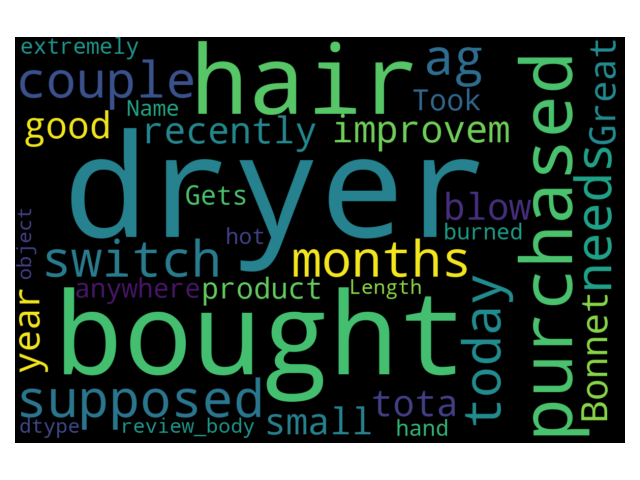 extremely
couple
hair
ag
Name
Took
good
recently
improvem
Great
dryer
purchased
Gets
blow
needs
hot
burned
object
switch
months
anywhere
product
Length
year
bought
today
Bonnet
supposed
small
tota
dtype
review_body
hand